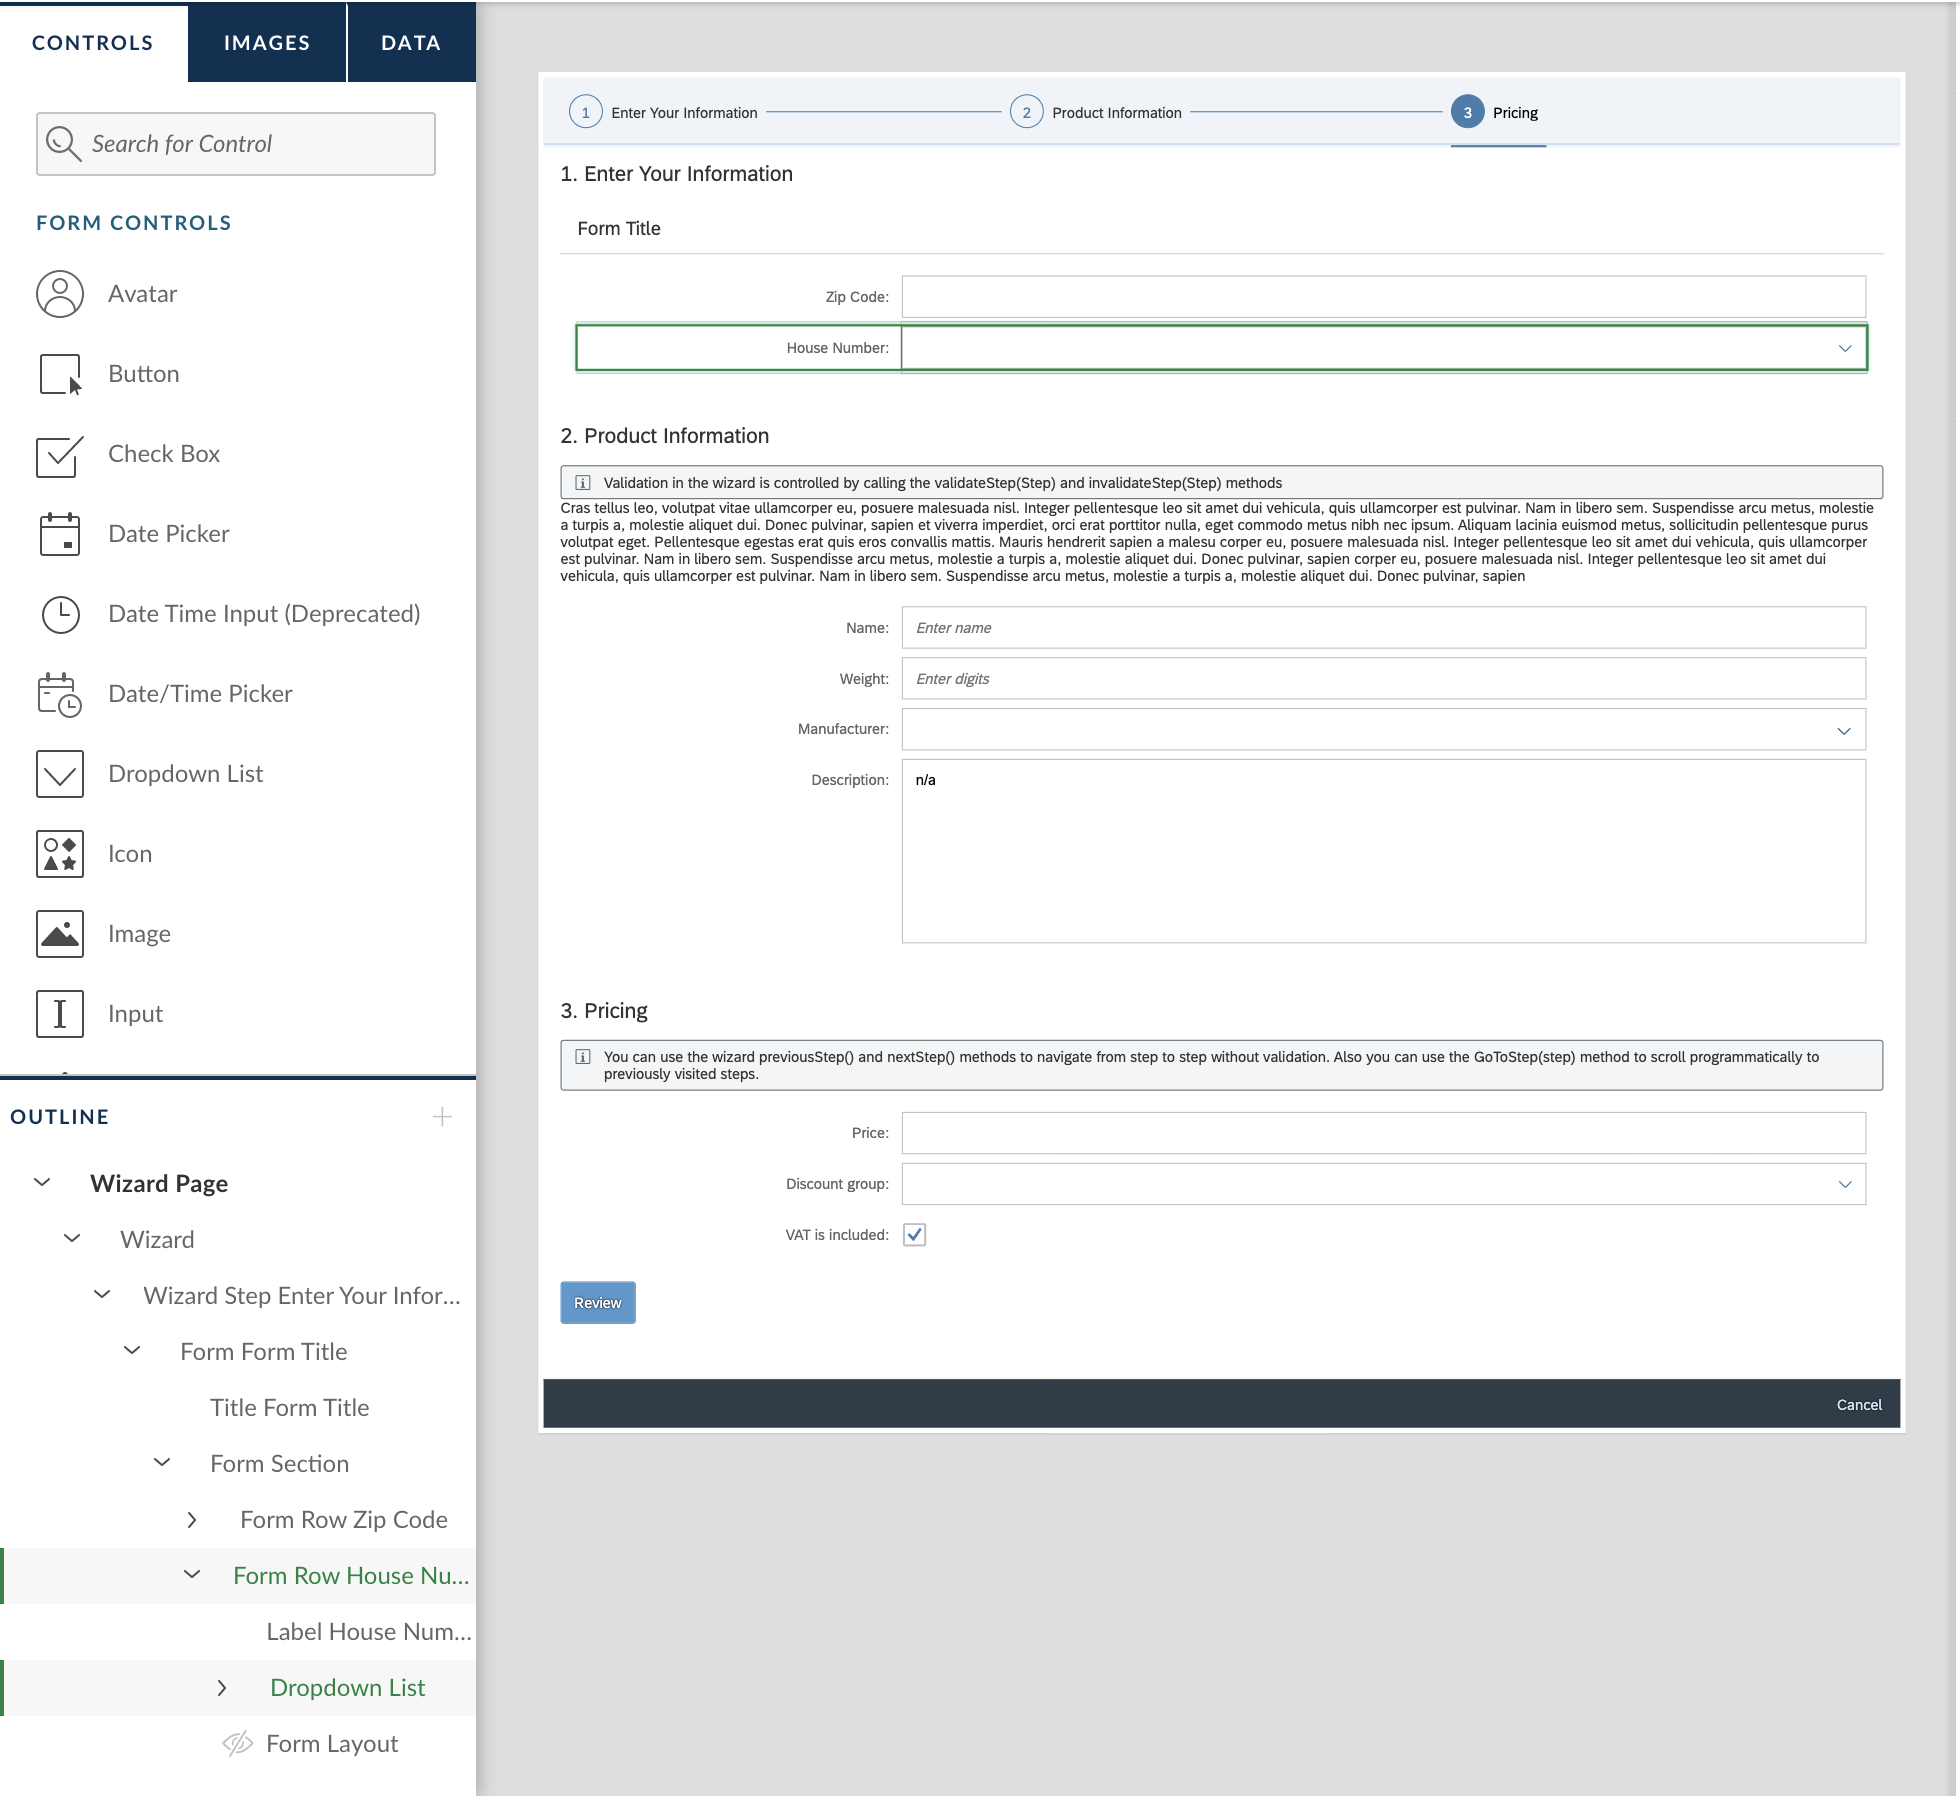 CONTROLS
IMAGES
DATA
Search for Control
FORM CONTROLS
Avatar
Button
Check Box
Date Picker
Date Time Input (Deprecated)
Date/Time Picker
Dropdown List
Icon
Image
Input
OUTLINE
Wizard Page
Wizard
Wizard Step Enter Your Infor...
Form Form Title
Title Form Title
Form Section
Form Row Zip Code
Form Row House Nu...
Label House Num...
Dropdown List
Form Layout
1 Enter Your Information
2 Product Information
3 Pricing
1. Enter Your Information
Form Title
Zip Code:
House Number:
2. Product Information
Validation in the wizard is controlled by calling the validateStep(Step) and invalidateStep(Step) methods
Cras tellus leo, volutpat vitae ullamcorper eu, posuere malesuada nisl. Integer pellentesque leo sit amet dui vehicula, quis ullamcorper est pulvinar. Nam in libero sem. Suspendisse arcu metus, molestie
a turpis a, molestie aliquet dui. Donec pulvinar, sapien et viverra imperdiet, orci erat porttitor nulla, eget commodo metus nibh nec ipsum. Aliquam lacinia euismod metus, sollicitudin pellentesque purus
volutpat eget. Pellentesque egestas erat quis eros convallis mattis. Mauris hendrerit sapien a malesu corper eu, posuere malesuada nisl. Integer pellentesque leo sit amet dui vehicula, quis ullamcorper
est pulvinar. Nam in libero sem. Suspendisse arcu metus, molestie a turpis a, molestie aliquet dui. Donec pulvinar, sapien corper eu, posuere malesuada nisl. Integer pellentesque leo sit amet dui
vehicula, quis ullamcorper est pulvinar. Nam in libero sem. Suspendisse arcu metus, molestie a turpis a, molestie aliquet dui. Donec pulvinar, sapien
Name: Enter name
Weight: Enter digits
Manufacturer:
Description: n/a
3. Pricing
You can use the wizard previousStep() and nextStep() methods to navigate from step to step without validation. Also you can use the GoToStep(step) method to scroll programmatically to
previously visited steps.
Price:
Discount group:
VAT is included:
Review
Cancel